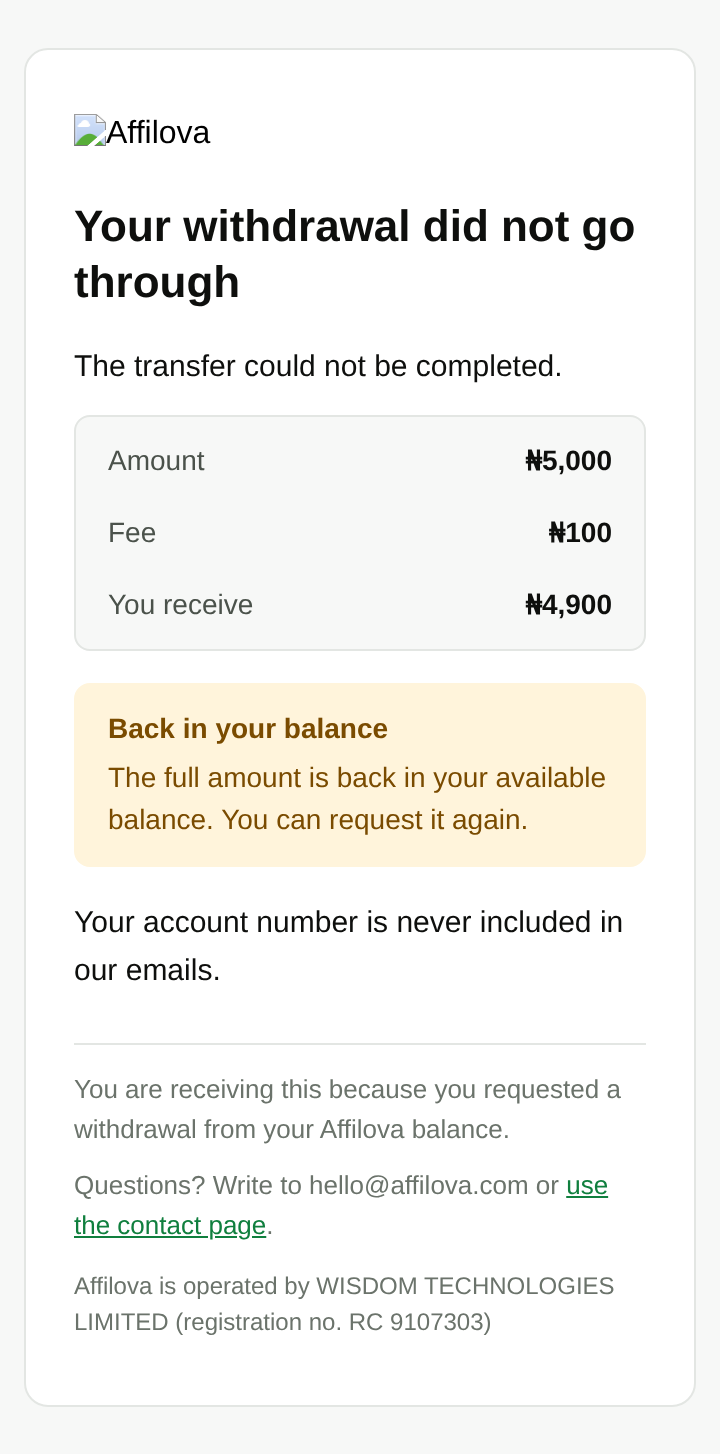 Affilova
Your withdrawal did not go
through
The transfer could not be completed.
Amount ₦5,000
Fee ₦100
You receive ₦4,900
Back in your balance
The full amount is back in your available
balance. You can request it again.
Your account number is never included in
our emails.
You are receiving this because you requested a
withdrawal from your Affilova balance.
Questions? Write to hello@affilova.com or use
the contact page.
Affilova is operated by WISDOM TECHNOLOGIES
LIMITED (registration no. RC 9107303)